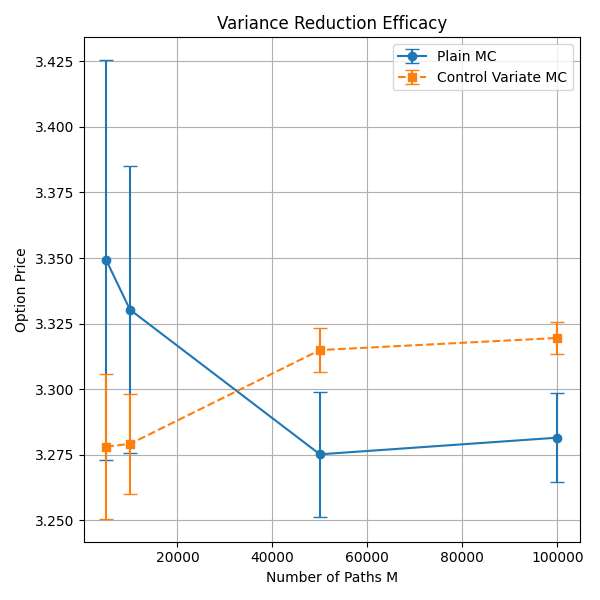 Variance Reduction Efficacy
Plain MC
Control Variate MC
Option Price
3.425
3.400
3.375
3.350
3.325
3.300
3.275
3.250
20000 40000 60000 80000 100000
Number of Paths M